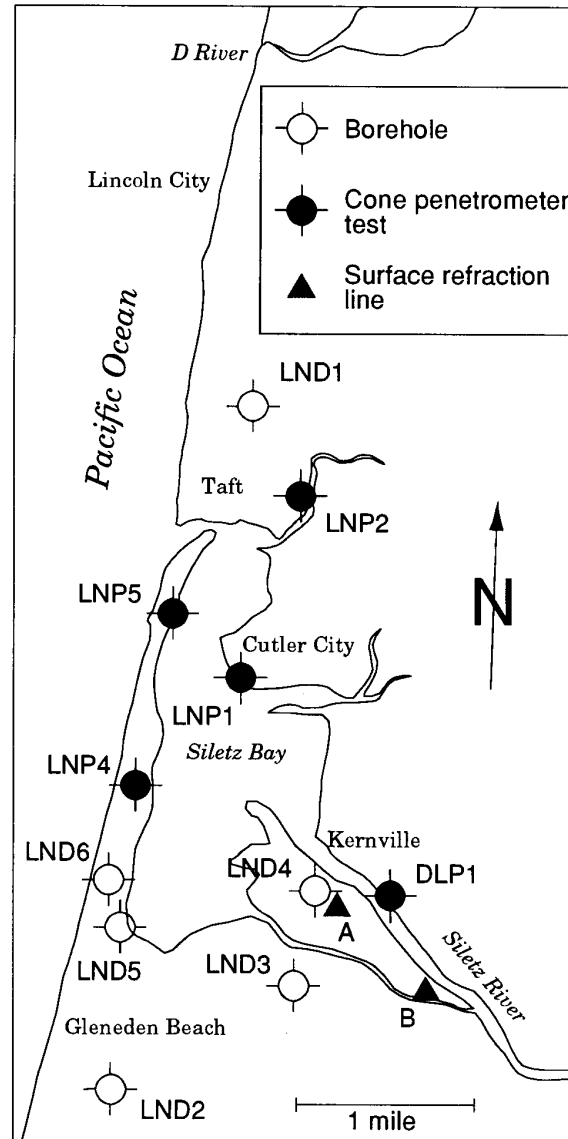 D River
Borehole
Lincoln City
Cone penetrometer
test
Surface refraction
line
Pacific Ocean
LND1
Taft
LNP2
LNP5
N
Cutler City
LNP1
Siletz Bay
LNP4
Kernville
LND6
LND4
DLP1
A
LND5
LND3
Siletz River
B
Gleneden Beach
LND2
1 mile